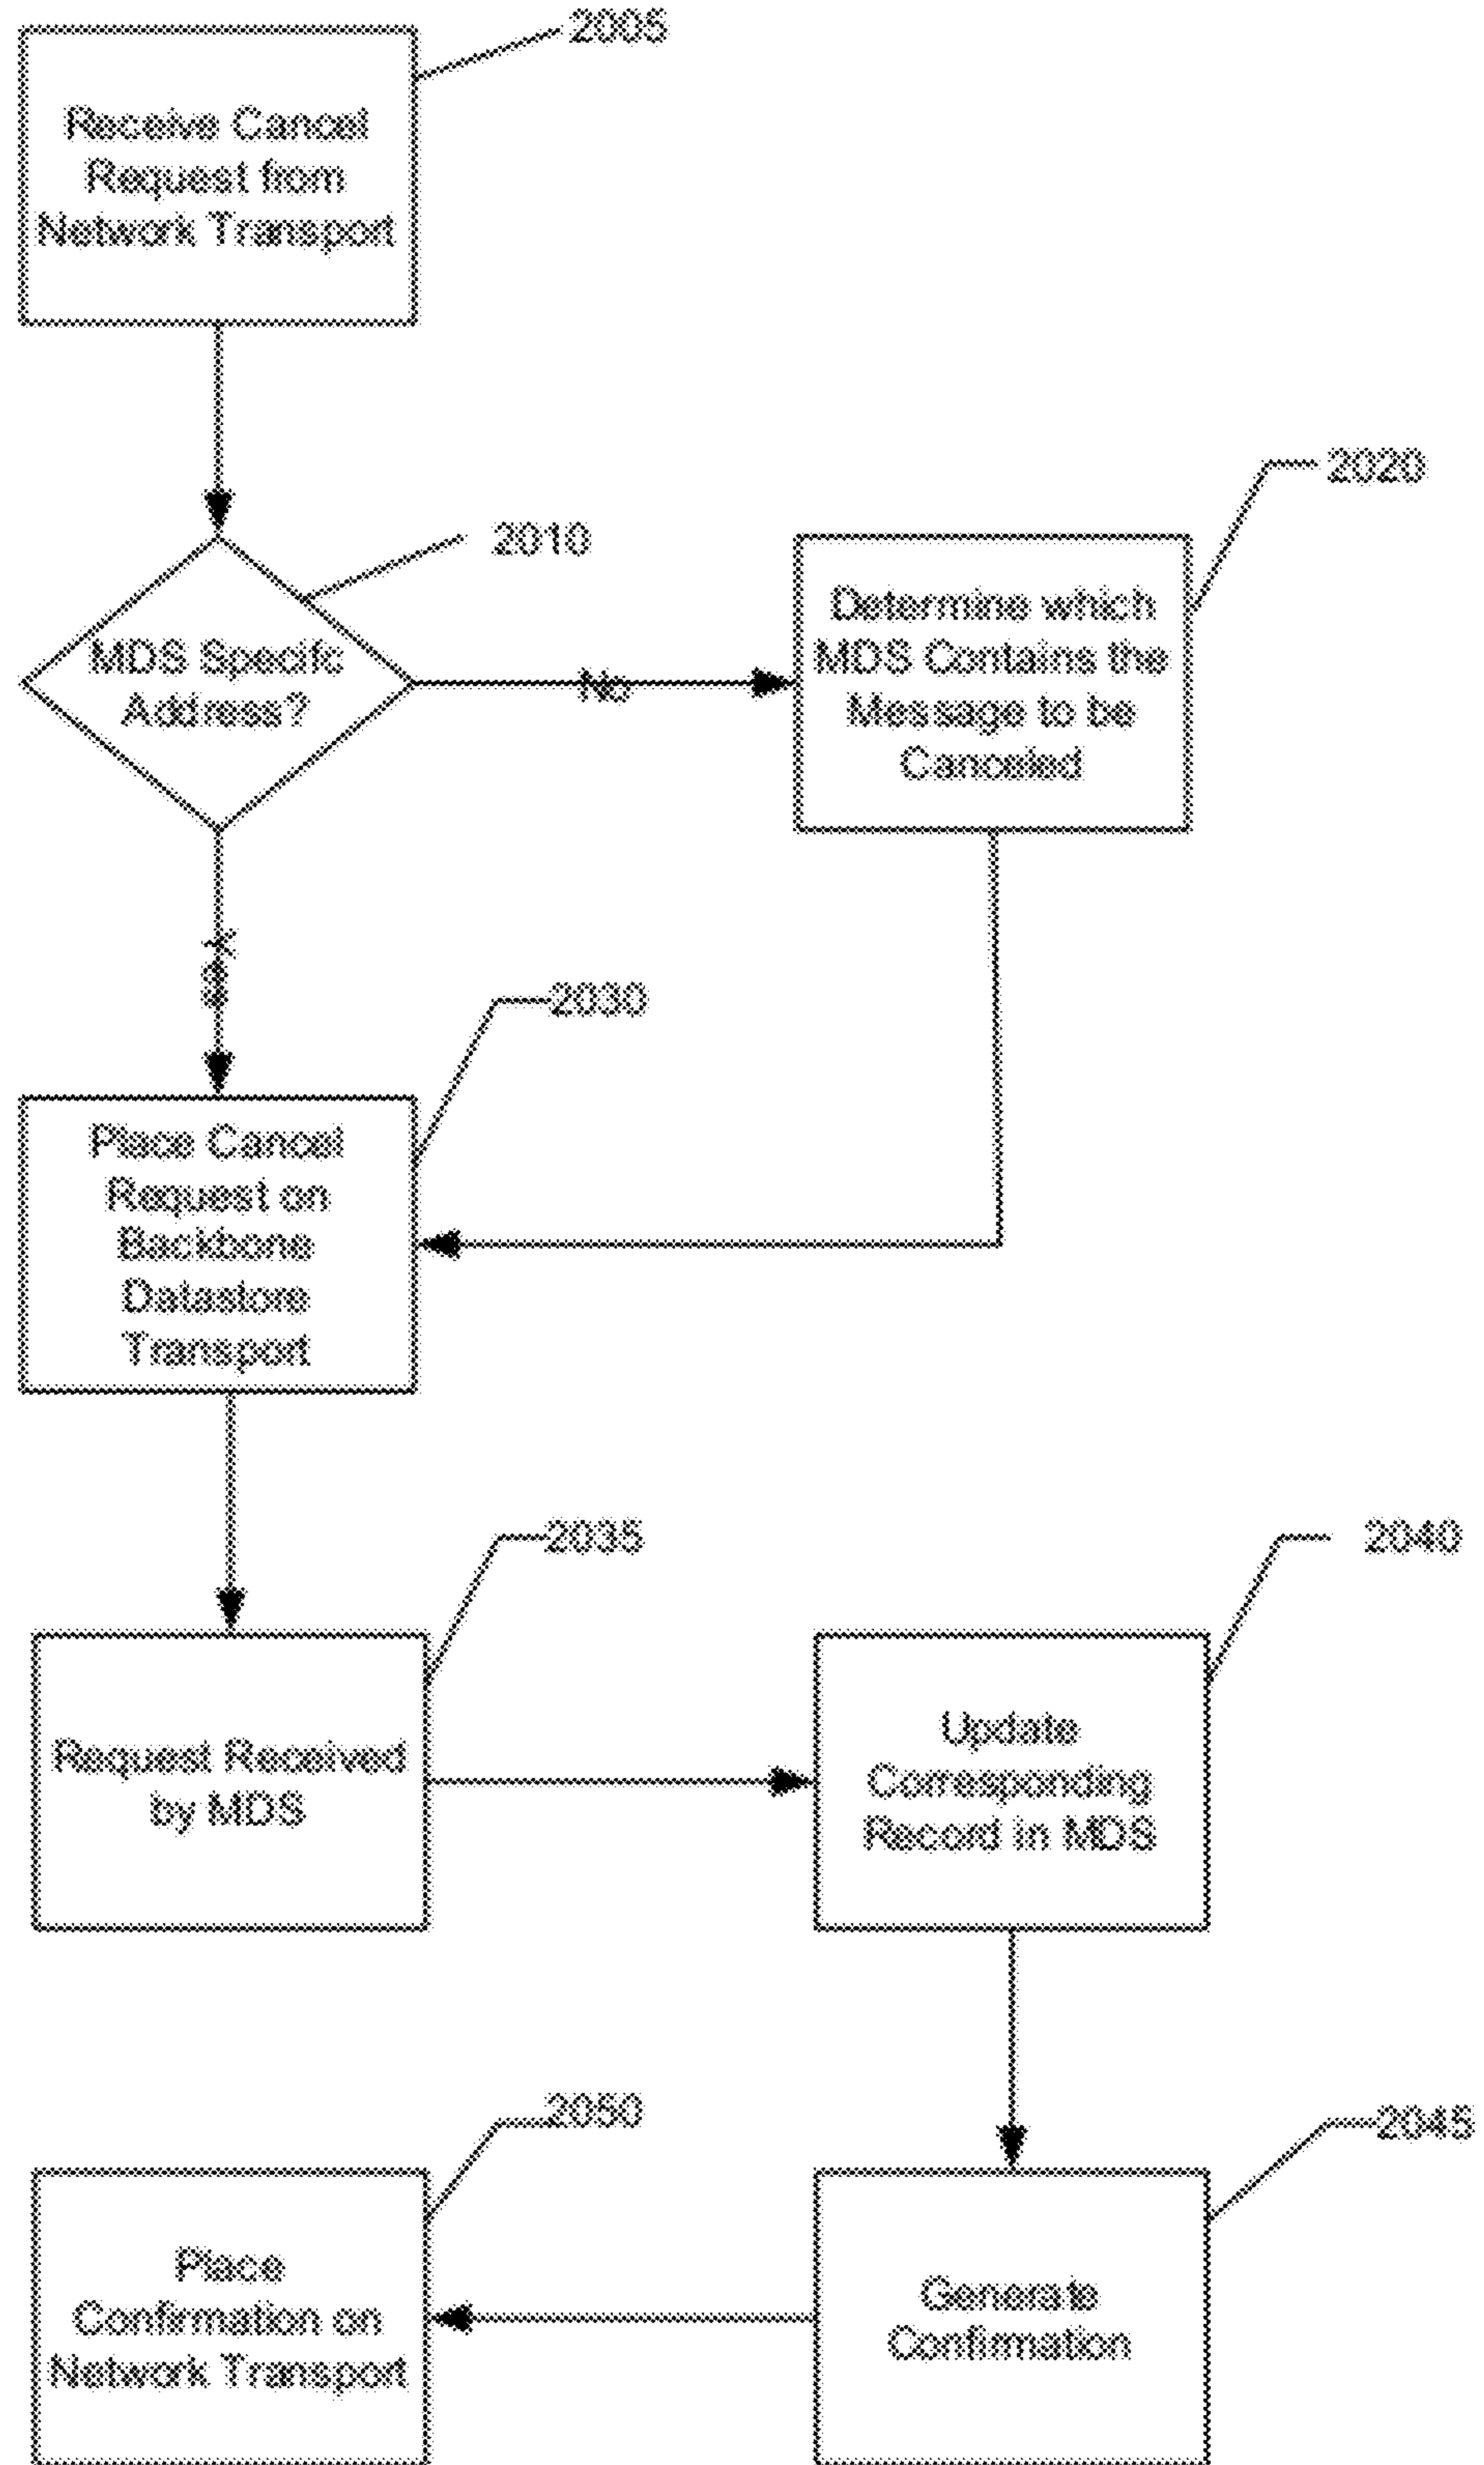 2005
Receive Cancel
Request from
Network Transport
2010
MDS Specifc
Address?
No
2020
Determine which
MDS Contains the
Message to be
Canceled
Yes
2030
Place Cancel
Request on
Backbone
Datastore
Transport
2035
Request Received
by MDS
2040
Update
Corresponding
Record in MDS
2045
Generate
Confirmation
2050
Place
Confirmation on
Network Transport